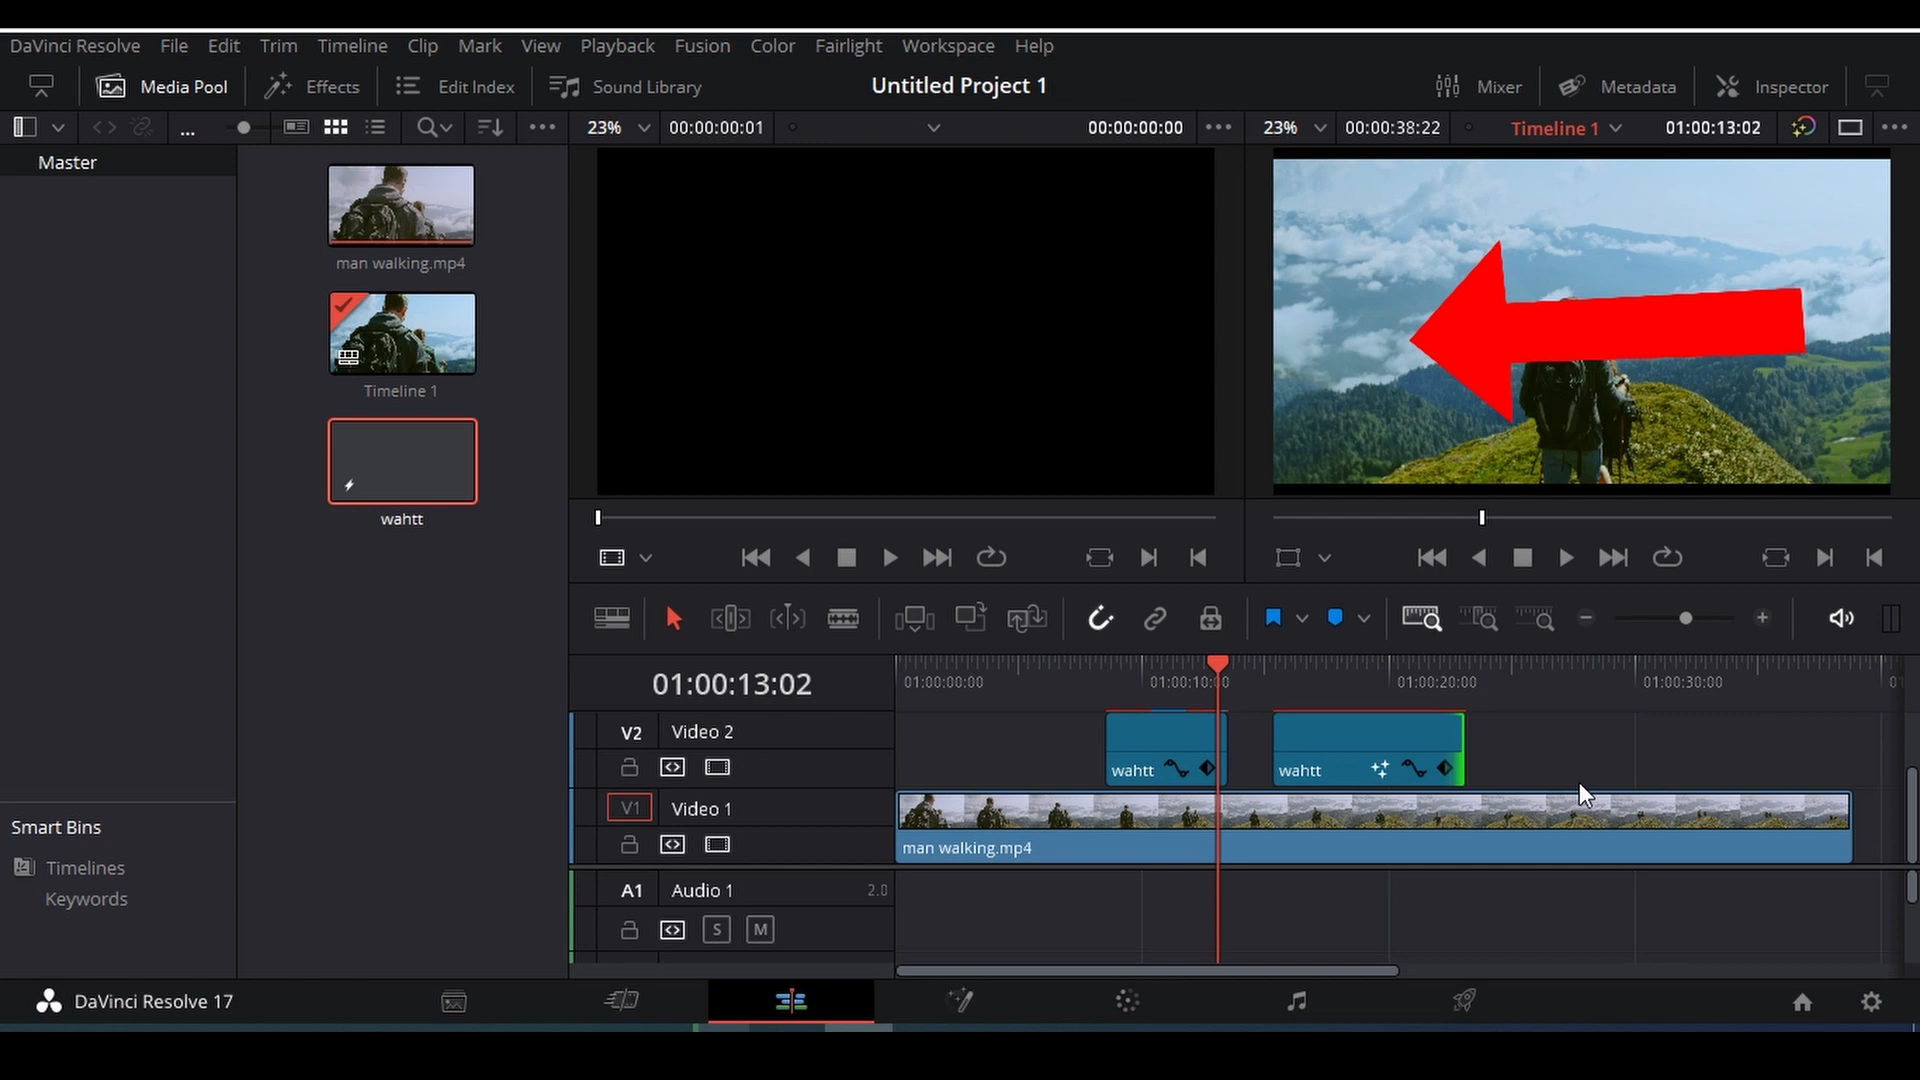 DaVinci Resolve File Edit Trim Timeline Clip Mark View Playback Fusion Color Fairlight Workspace Help
Media Pool Effects Edit Index Sound Library Untitled Project 1 Mixer Metadata Inspector
... 23% 00:00:00:01 00:00:00:00 23% 00:00:38:22 Timeline 1 01:00:13:02
Master
man walking.mp4
Timeline 1
wahtt
01:00:13:02 01:00:00:00 01:00:10:00 01:00:20:00 01:00:30:00 01
V2 Video 2
wahtt wahtt
V1 Video 1
man walking.mp4
Smart Bins
Timelines
Keywords
A1 Audio 1 2.0
S M
DaVinci Resolve 17